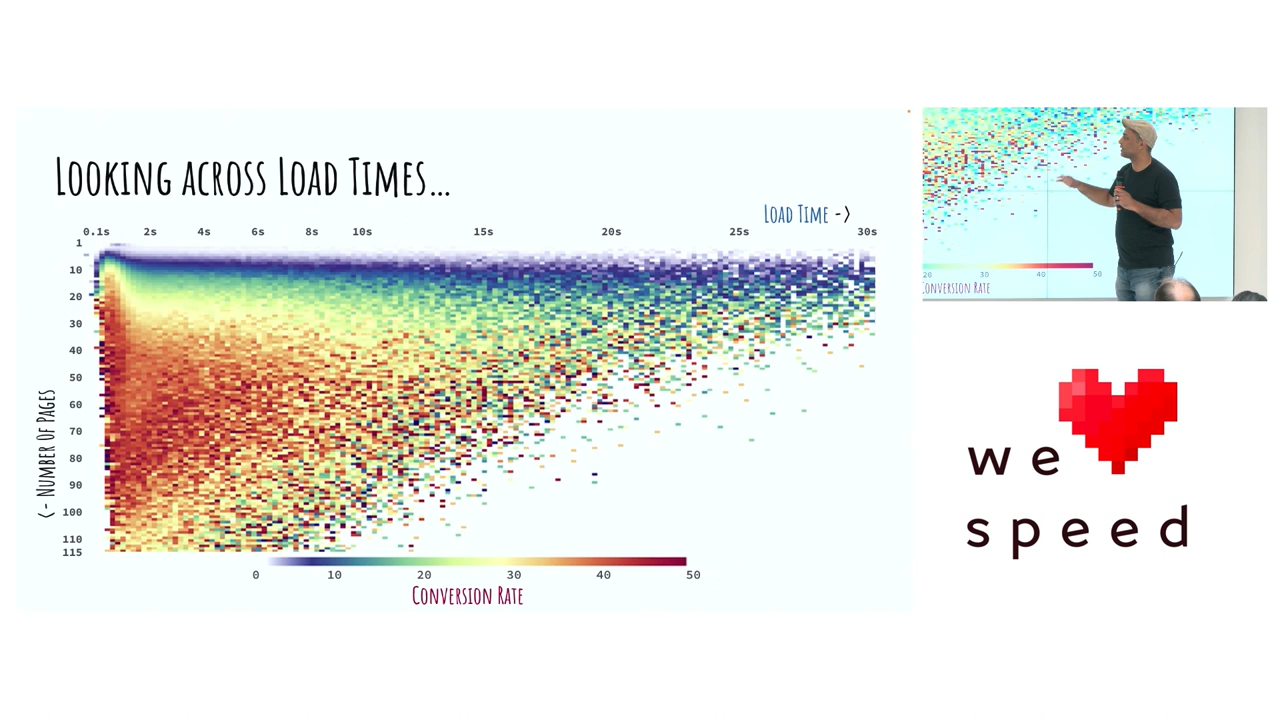 LOOKING ACROSS LOAD TIMES...
LOAD TIME ->
0.1s 2s 4s 6s 8s 10s 15s 20s 25s 30s
1
10
20
30
40
50
60
70
80
90
100
110
115
<- NUMBER OF PAGES
0 10 20 30 40 50
CONVERSION RATE
20 30 40 50
CONVERSION RATE
we
speed